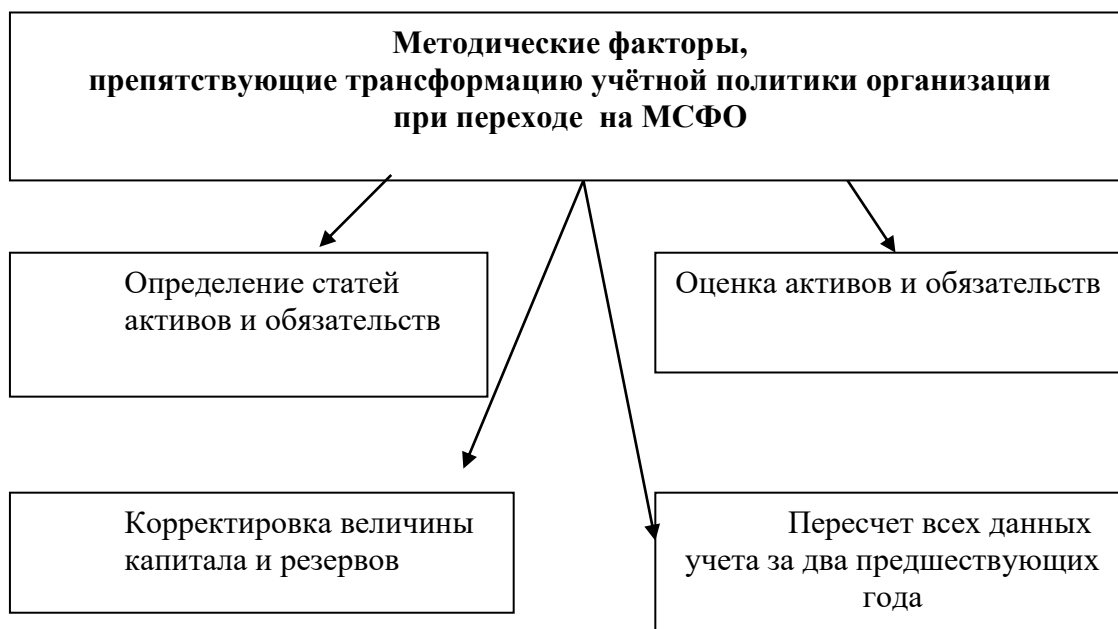 Методические факторы,
препятствующие трансформацию учётной политики организации
при переходе на МСФО
Определение статей
активов и обязательств
Оценка активов и обязательств
Корректировка величины
капитала и резервов
Пересчет всех данных
учета за два предшествующих
года